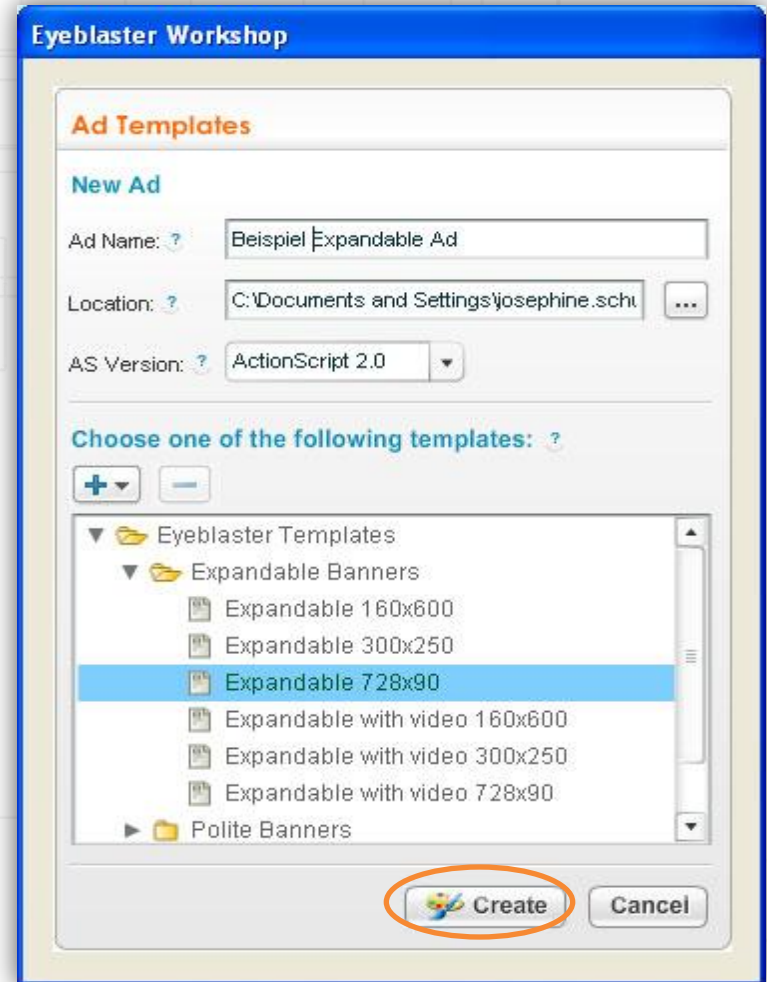 Eyeblaster Workshop
Ad Templates
New Ad
Ad Name: ? Beispiel Expandable Ad
Location: ? C:\Documents and Settings\josephine.schu ...
AS Version: ? ActionScript 2.0
Choose one of the following templates: ?
Eyeblaster Templates
Expandable Banners
Expandable 160x600
Expandable 300x250
Expandable 728x90
Expandable with video 160x600
Expandable with video 300x250
Expandable with video 728x90
Polite Banners
Create Cancel